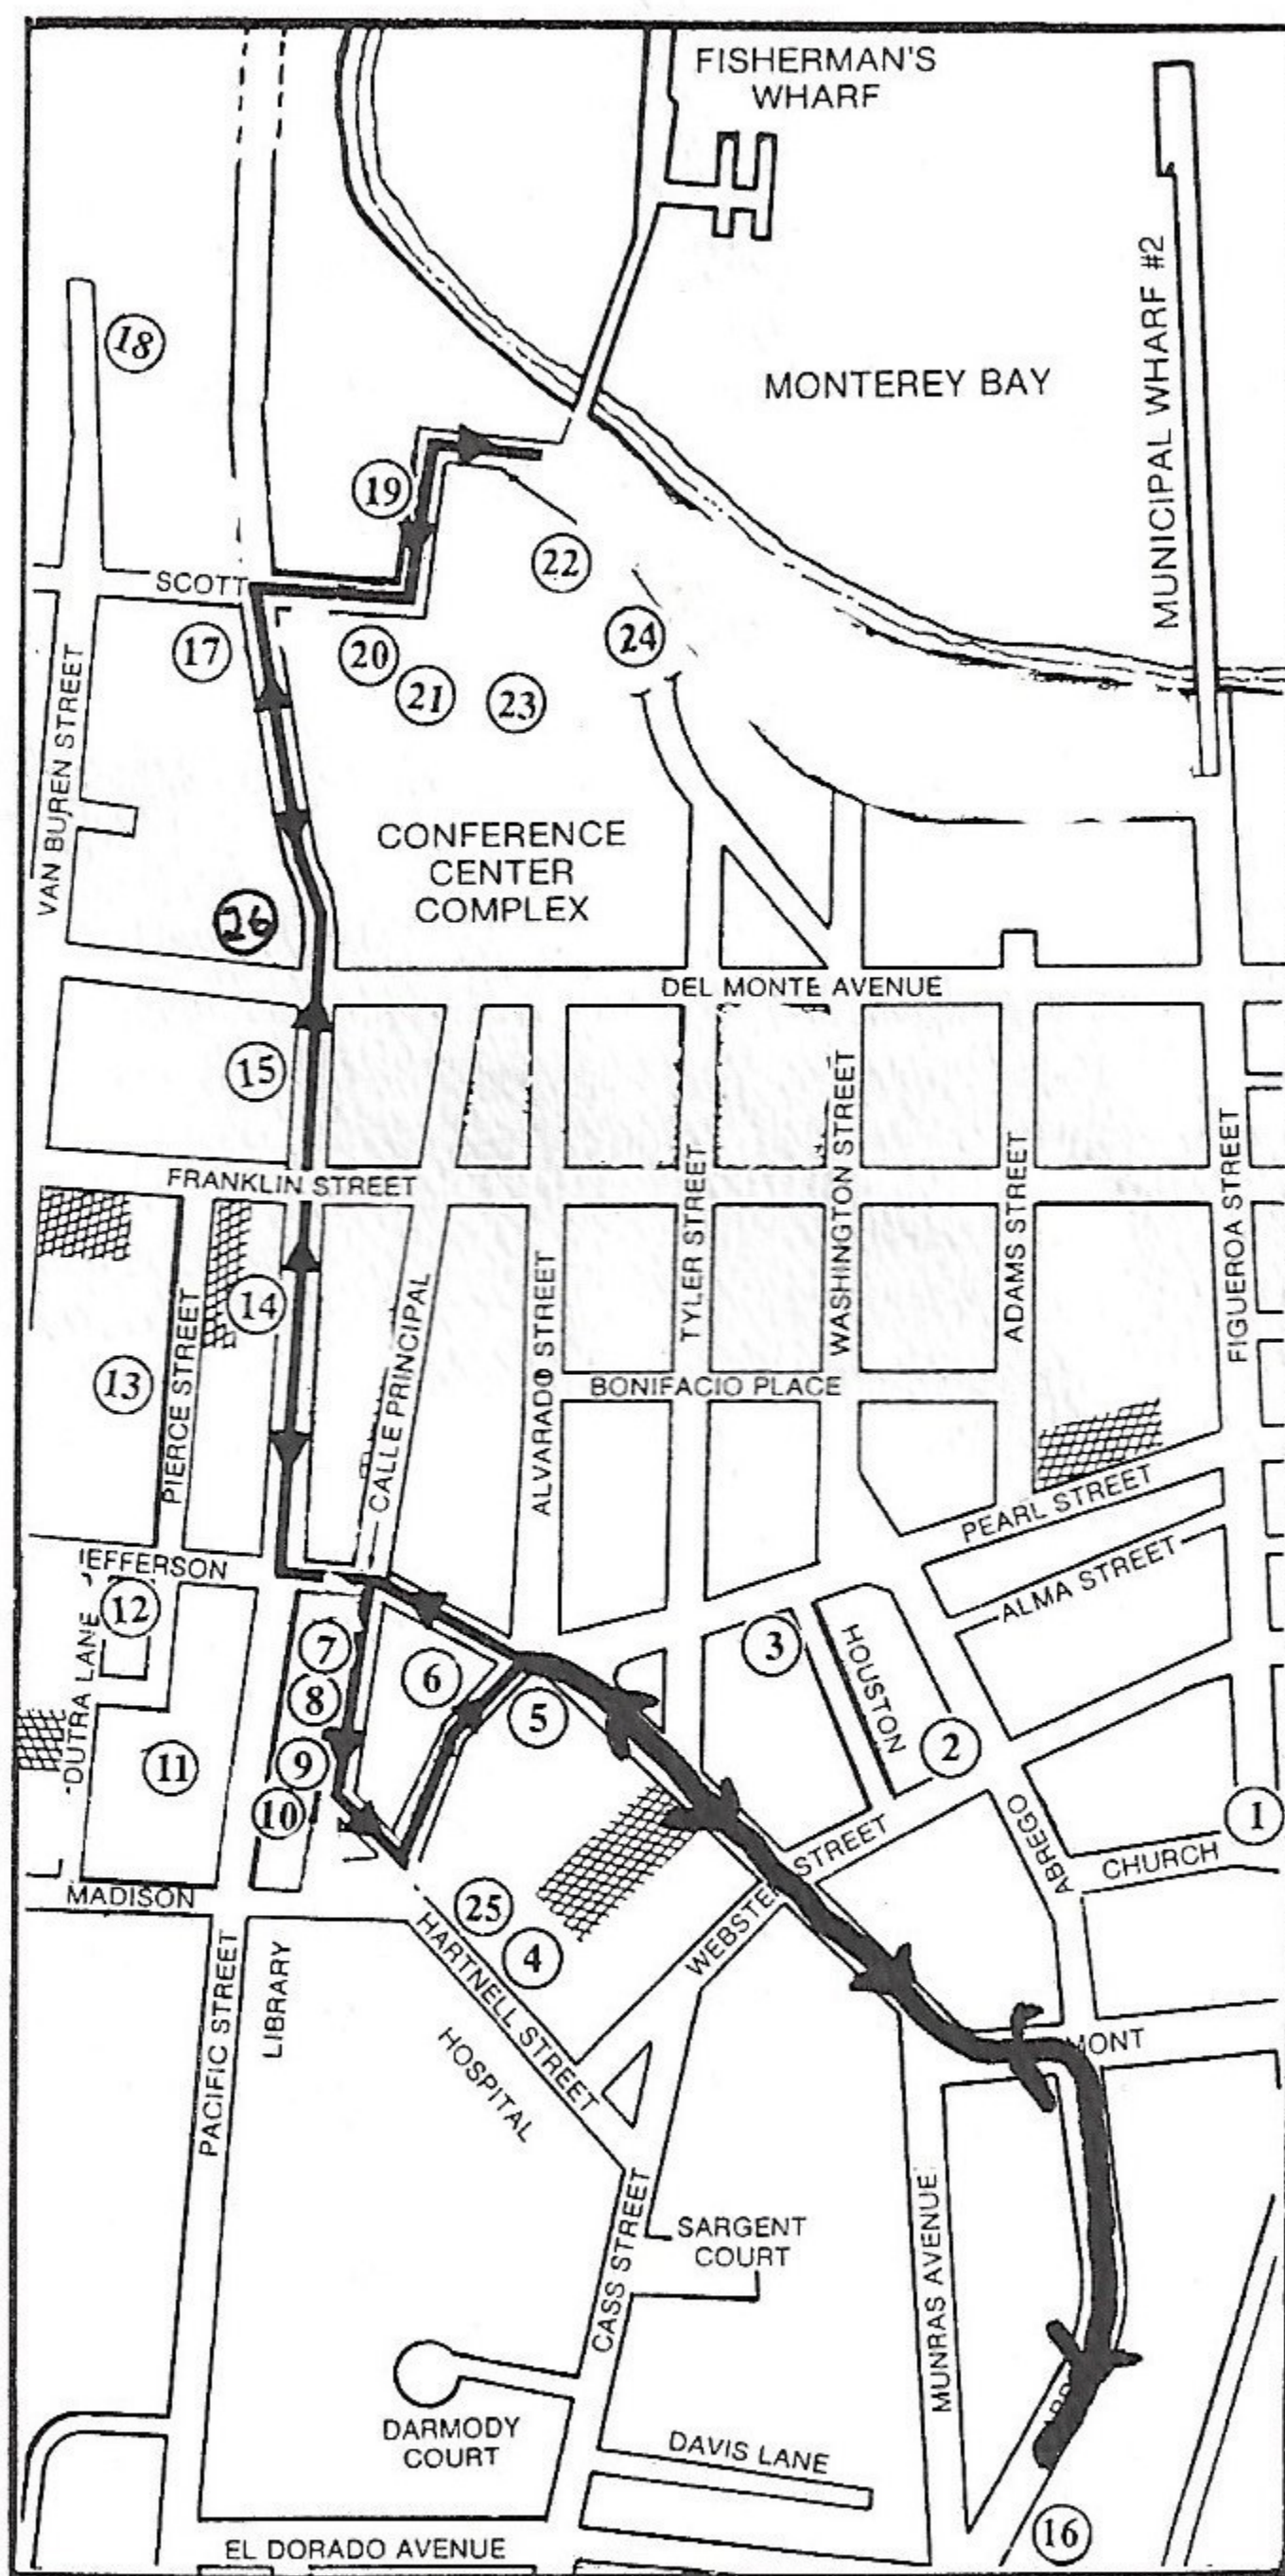 FISHERMAN'S
WHARF
MUNICIPAL WHARF #2
18
MONTEREY BAY
19
22
SCOTT
24
17
20
21
23
VAN BUREN STREET
CONFERENCE
CENTER
COMPLEX
26
DEL MONTE AVENUE
15
FRANKLIN STREET
WASHINGTON STREET
TYLER STREET
ADAMS STREET
FIGUEROA STREET
14
PIERCE STREET
CALLE PRINCIPAL
ALVARADO STREET
13
BONIFACIO PLACE
PEARL STREET
ALMA STREET
JEFFERSON
12
DUTRA LANE
7
8
6
3
HOUSTON
5
2
9
11
10
1
ABREGO
CHURCH
WEBSTER STREET
MADISON
25
4
HARTNELL STREET
PACIFIC STREET
LIBRARY
HOSPITAL
MONT
CASS STREET
SARGENT
COURT
MUNRAS AVENUE
DARMODY
COURT
DAVIS LANE
16
EL DORADO AVENUE